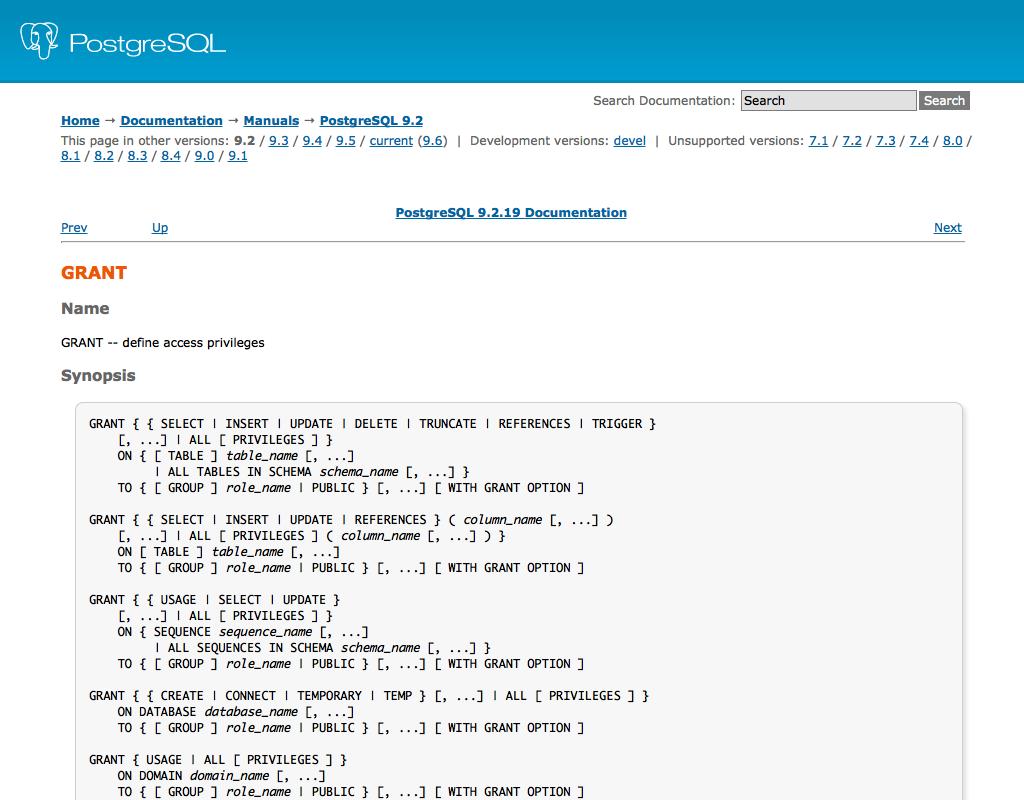 PostgreSQL
Search Documentation: Search Search
Home → Documentation → Manuals → PostgreSQL 9.2
This page in other versions: 9.2 / 9.3 / 9.4 / 9.5 / current (9.6) | Development versions: devel | Unsupported versions: 7.1 / 7.2 / 7.3 / 7.4 / 8.0 /
8.1 / 8.2 / 8.3 / 8.4 / 9.0 / 9.1
PostgreSQL 9.2.19 Documentation
Prev Up Next
GRANT
Name
GRANT -- define access privileges
Synopsis
GRANT { { SELECT | INSERT | UPDATE | DELETE | TRUNCATE | REFERENCES | TRIGGER }
    [, ...] | ALL [ PRIVILEGES ] }
    ON { [ TABLE ] table_name [, ...]
         | ALL TABLES IN SCHEMA schema_name [, ...] }
    TO { [ GROUP ] role_name | PUBLIC } [, ...] [ WITH GRANT OPTION ]
GRANT { { SELECT | INSERT | UPDATE | REFERENCES } ( column_name [, ...] )
    [, ...] | ALL [ PRIVILEGES ] ( column_name [, ...] ) }
    ON [ TABLE ] table_name [, ...]
    TO { [ GROUP ] role_name | PUBLIC } [, ...] [ WITH GRANT OPTION ]
GRANT { { USAGE | SELECT | UPDATE }
    [, ...] | ALL [ PRIVILEGES ] }
    ON { SEQUENCE sequence_name [, ...]
         | ALL SEQUENCES IN SCHEMA schema_name [, ...] }
    TO { [ GROUP ] role_name | PUBLIC } [, ...] [ WITH GRANT OPTION ]
GRANT { { CREATE | CONNECT | TEMPORARY | TEMP } [, ...] | ALL [ PRIVILEGES ] }
    ON DATABASE database_name [, ...]
    TO { [ GROUP ] role_name | PUBLIC } [, ...] [ WITH GRANT OPTION ]
GRANT { USAGE | ALL [ PRIVILEGES ] }
    ON DOMAIN domain_name [, ...]
    TO { [ GROUP ] role_name | PUBLIC } [, ...] [ WITH GRANT OPTION ]